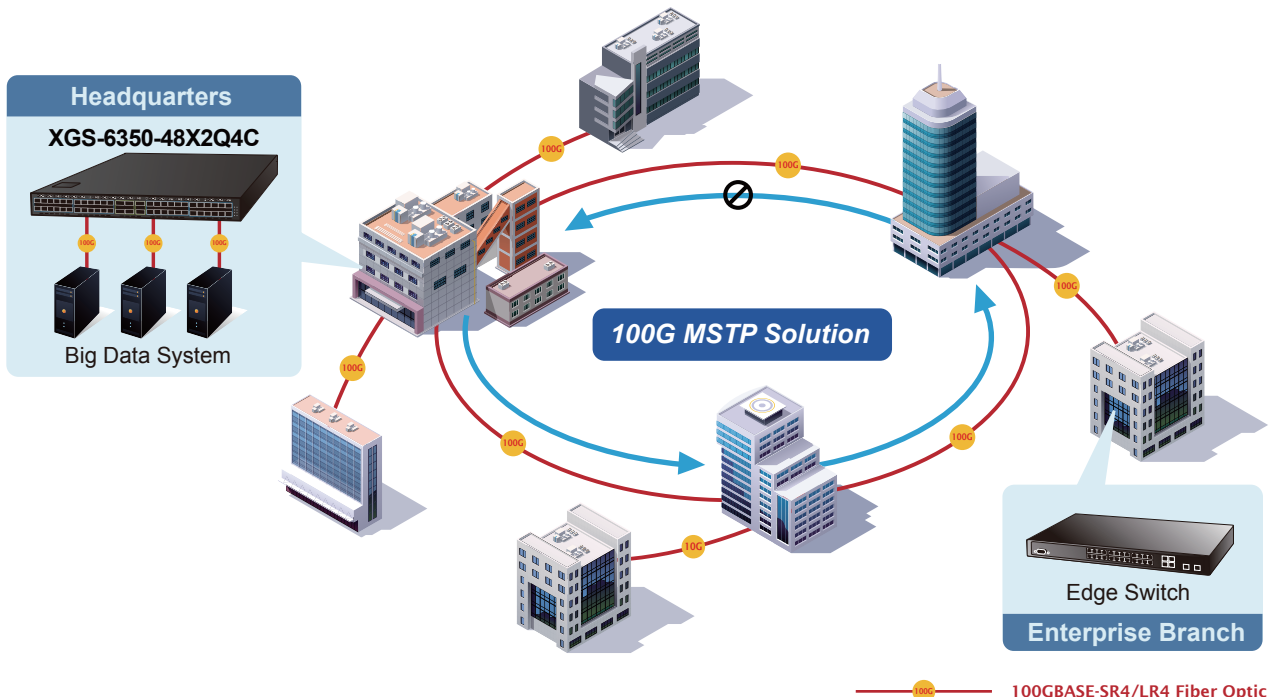 Headquarters
XGS-6350-48X2Q4C
100G
100G
100G
Big Data System
100G
100G
100G
100G
100G
100G
10G
100G MSTP Solution
Edge Switch
Enterprise Branch
100G
100GBASE-SR4/LR4 Fiber Optic